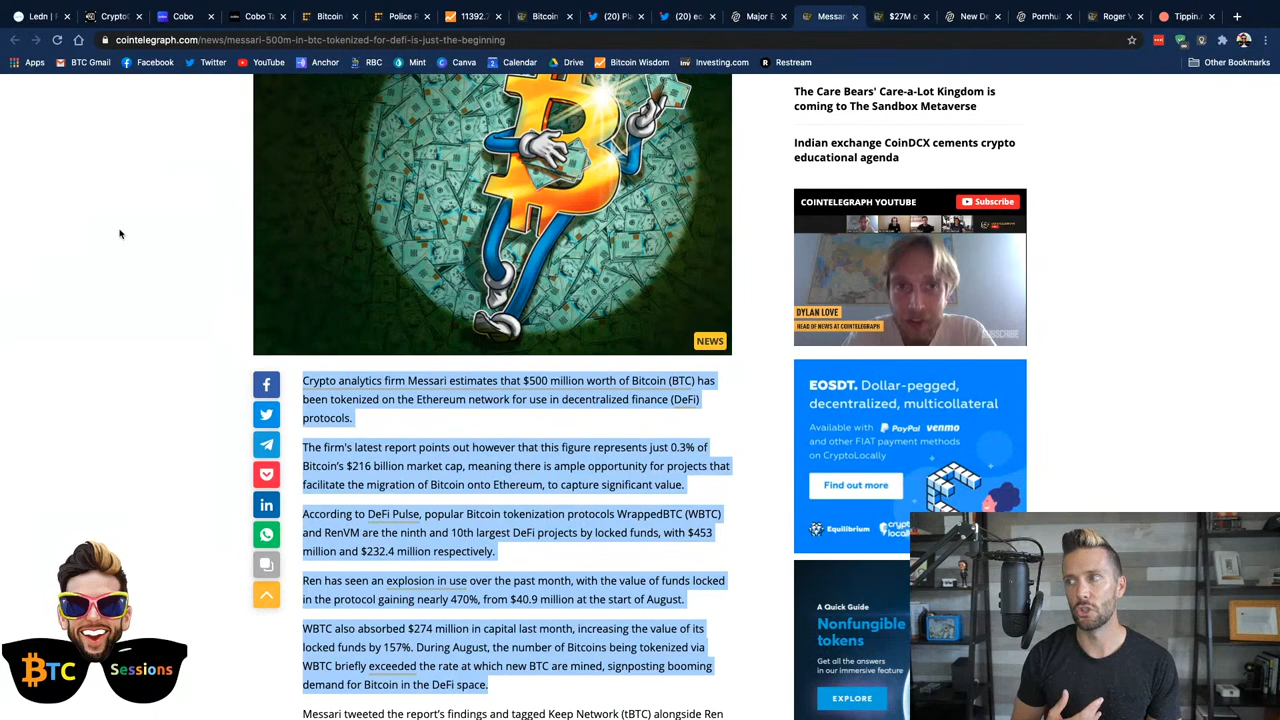 Ledn |
Crypto
Cobo
Cobo Ta
Bitcoin
Police R
11392.7
Bitcoin
(20) Pl
(20) ec
Major E
Messar
$27M c
New De
Pornhul
Roger V
Tippin.m
cointelegraph.com/news/messari-500m-in-btc-tokenized-for-defi-is-just-the-beginning
Apps
BTC Gmail
Facebook
Twitter
YouTube
Anchor
RBC
Mint
Canva
Calendar
Drive
Bitcoin Wisdom
Investing.com
Restream
Other Bookmarks
The Care Bears' Care-a-Lot Kingdom is
coming to The Sandbox Metaverse
Indian exchange CoinDCX cements crypto
educational agenda
COINTELEGRAPH YOUTUBE
Subscribe
DYLAN LOVE
HEAD OF NEWS AT COINTELEGRAPH
SUBSCRIBE
NEWS
Crypto analytics firm Messari estimates that $500 million worth of Bitcoin (BTC) has
been tokenized on the Ethereum network for use in decentralized finance (DeFi)
protocols.
The firm's latest report points out however that this figure represents just 0.3% of
Bitcoin's $216 billion market cap, meaning there is ample opportunity for projects that
facilitate the migration of Bitcoin onto Ethereum, to capture significant value.
According to DeFi Pulse, popular Bitcoin tokenization protocols WrappedBTC (WBTC)
and RenVM are the ninth and 10th largest DeFi projects by locked funds, with $453
million and $232.4 million respectively.
Ren has seen an explosion in use over the past month, with the value of funds locked
in the protocol gaining nearly 470%, from $40.9 million at the start of August.
WBTC also absorbed $274 million in capital last month, increasing the value of its
locked funds by 157%. During August, the number of Bitcoins being tokenized via
WBTC briefly exceeded the rate at which new BTC are mined, signposting booming
demand for Bitcoin in the DeFi space.
Messari tweeted the report's findings and tagged Keep Network (tBTC) alongside Ren
EOSDT. Dollar-pegged,
decentralized, multicollateral
Available with PayPal venmo
and other FIAT payment methods
on CryptoLocally
Find out more
Equilibrium
crypto
locally
A Quick Guide
Nonfungible
tokens
Get all the answers
in our immersive feature
EXPLORE
BTC
Sessions